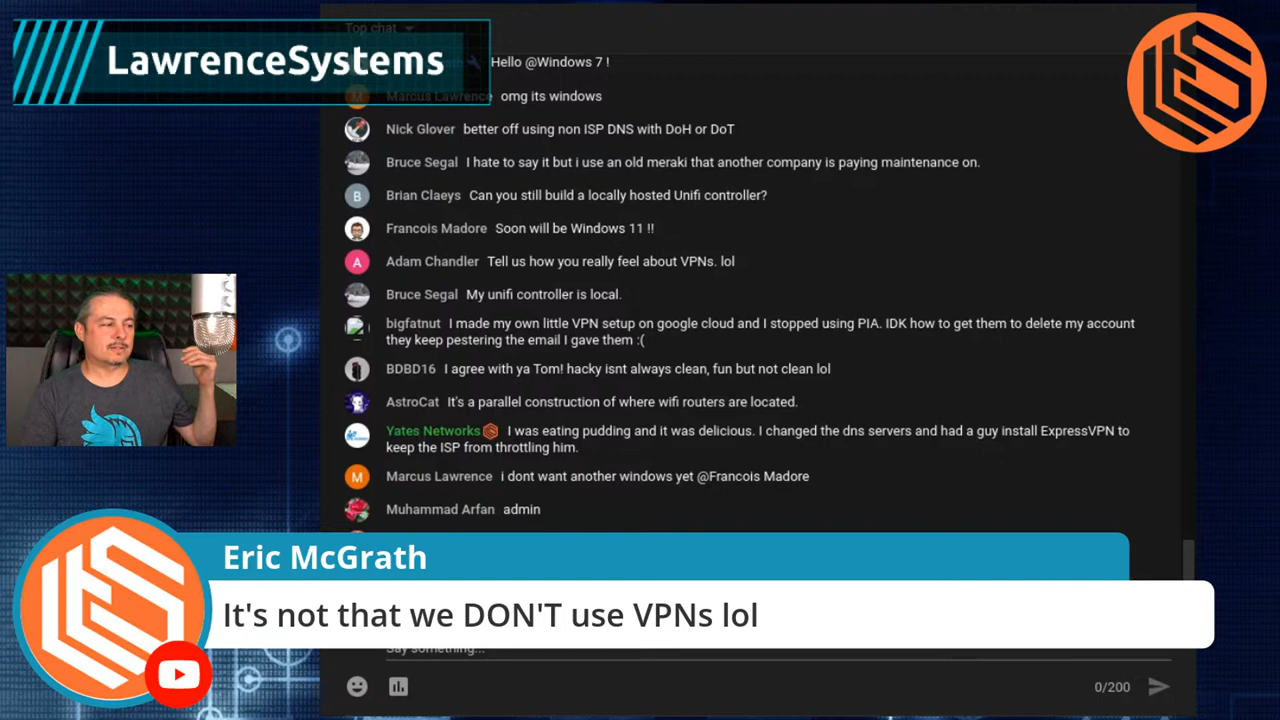 LawrenceSystems
Top chat
Hello @Windows 7 !
Marcus Lawrence omg its windows
Nick Glover better off using non ISP DNS with DoH or DoT
Bruce Segal I hate to say it but i use an old meraki that another company is paying maintenance on.
B Brian Claeys Can you still build a locally hosted Unifi controller?
Francois Madore Soon will be Windows 11 !!
A Adam Chandler Tell us how you really feel about VPNs. lol
Bruce Segal My unifi controller is local.
bigfatnut I made my own little VPN setup on google cloud and I stopped using PIA. IDK how to get them to delete my account
they keep pestering the email I gave them :(
BDBD16 I agree with ya Tom! hacky isnt always clean, fun but not clean lol
AstroCat It's a parallel construction of where wifi routers are located.
Yates Networks I was eating pudding and it was delicious. I changed the dns servers and had a guy install ExpressVPN to
keep the ISP from throttling him.
M Marcus Lawrence i dont want another windows yet @Francois Madore
Muhammad Arfan admin
Eric McGrath
It's not that we DON'T use VPNs lol
Say something...
0/200